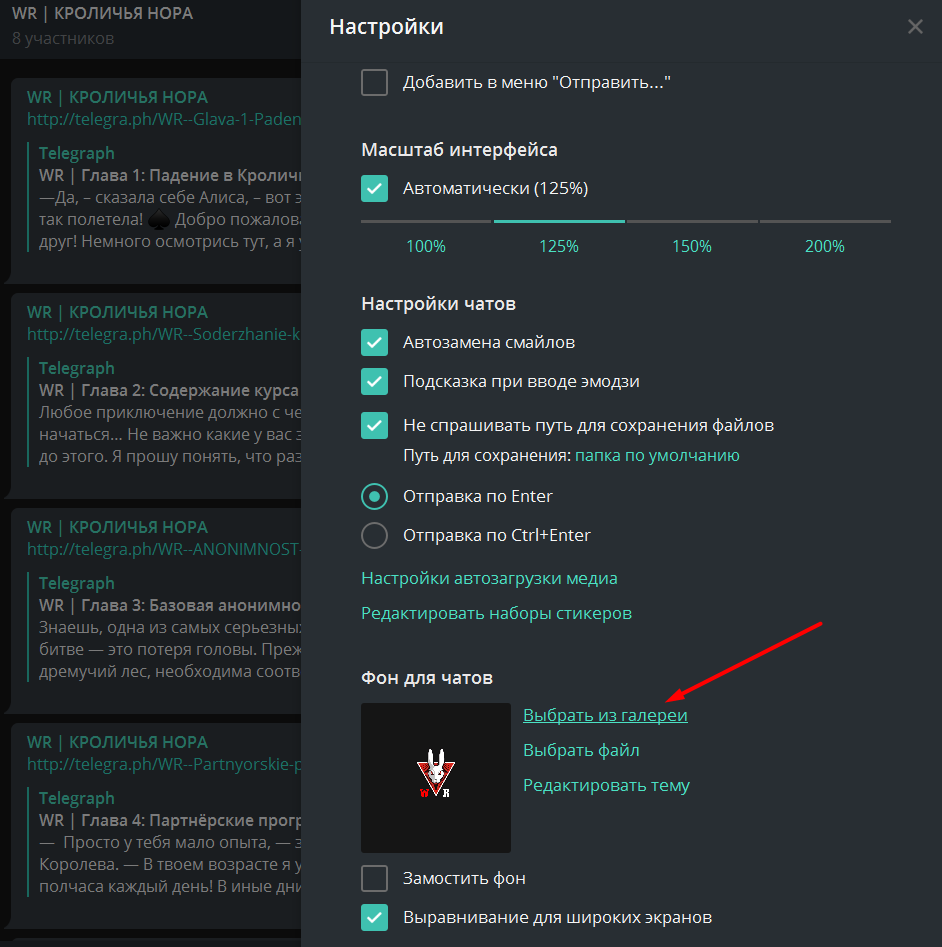 WR | КРОЛИЧЬЯ НОРА
8 участников
WR | КРОЛИЧЬЯ НОРА
http://telegra.ph/WR--Glava-1-Paden
Telegraph
WR | Глава 1: Падение в Кролич
—Да, – сказала себе Алиса, – вот
так полетела! ♠ Добро пожалов
друг! Немного осмотрись тут, а я
WR | КРОЛИЧЬЯ НОРА
http://telegra.ph/WR--Soderzhanie-k
Telegraph
WR | Глава 2: Содержание курса
Любое приключение должно с че
начаться... Не важно какие у вас
до этого. Я прошу понять, что раз
WR | КРОЛИЧЬЯ НОРА
http://telegra.ph/WR--ANONIMNOST-
Telegraph
WR | Глава 3: Базовая анонимно
Знаешь, одна из самых серьезны
битве — это потеря головы. Преж
дремучий лес, необходима соотв
WR | КРОЛИЧЬЯ НОРА
http://telegra.ph/WR--Partnyorskie-p
Telegraph
WR | Глава 4: Партнёрские прогр
— Просто у тебя мало опыта, —
Королева. — В твоем возрасте я
полчаса каждый день! В иные дни
Настройки
Добавить в меню "Отправить..."
Масштаб интерфейса
Автоматически (125%)
100% 125% 150% 200%
Настройки чатов
Автозамена смайлов
Подсказка при вводе эмодзи
Не спрашивать путь для сохранения файлов
Путь для сохранения: папка по умолчанию
Отправка по Enter
Отправка по Ctrl+Enter
Настройки автозагрузки медиа
Редактировать наборы стикеров
Фон для чатов
W R
Выбрать из галереи
Выбрать файл
Редактировать тему
Замостить фон
Выравнивание для широких экранов